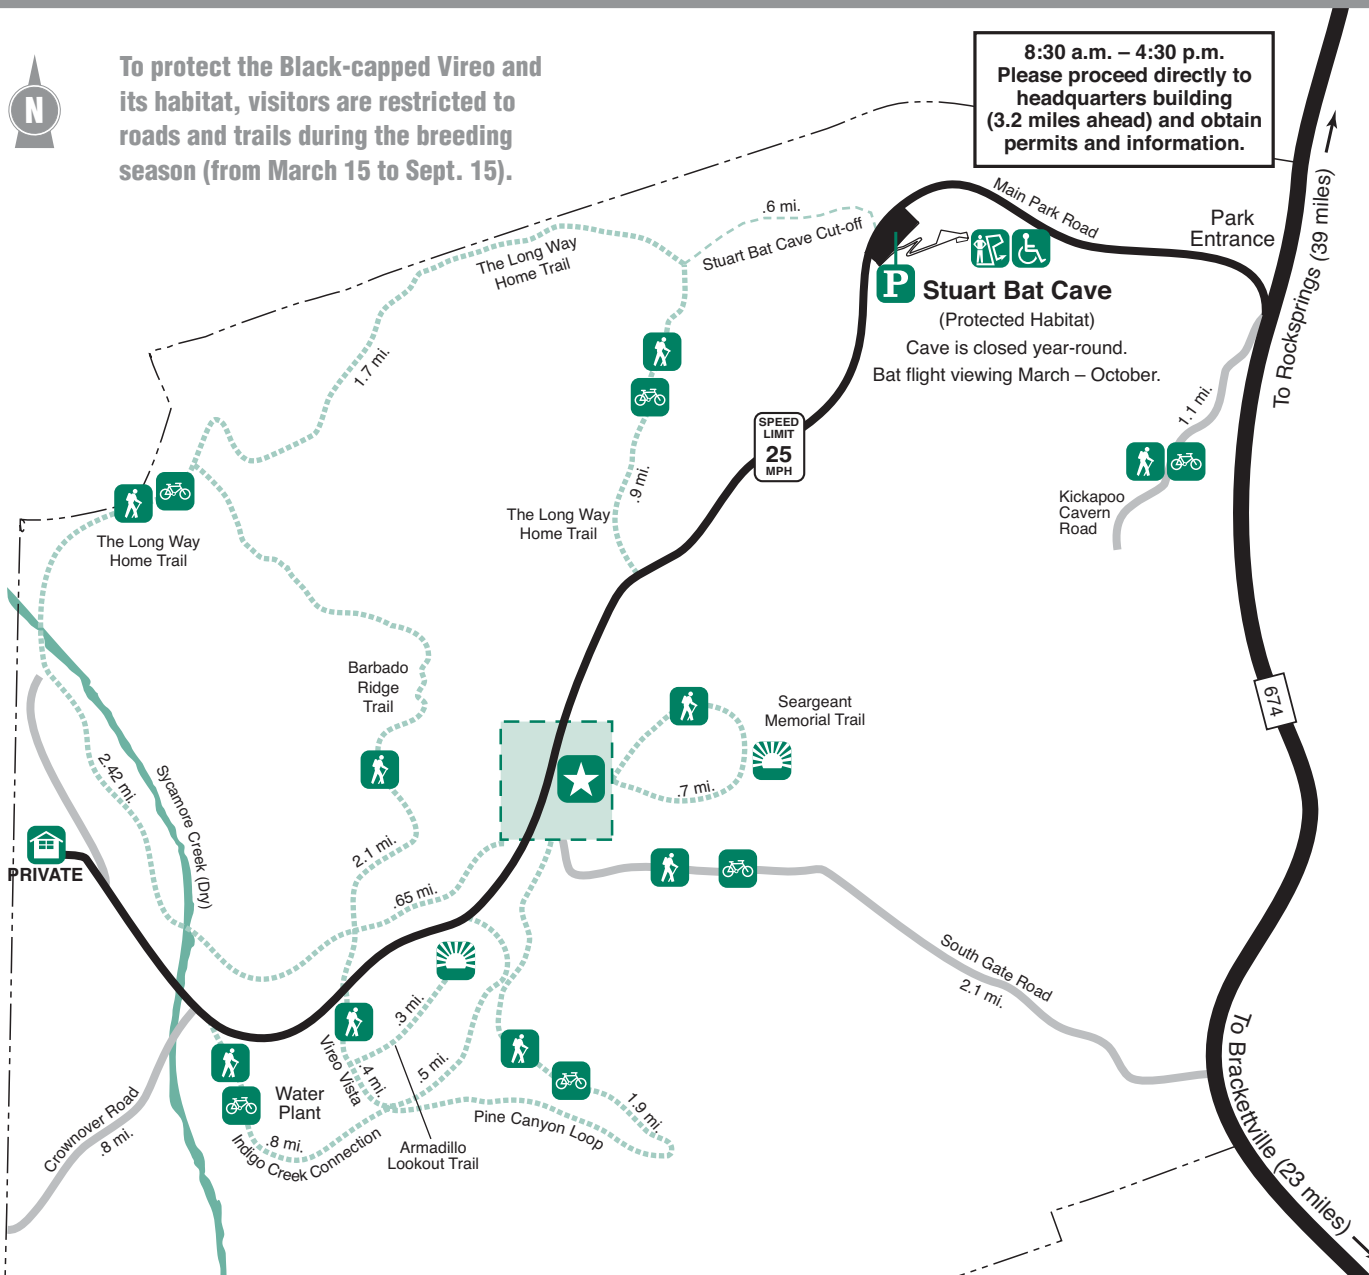 N
To protect the Black-capped Vireo and
its habitat, visitors are restricted to
roads and trails during the breeding
season (from March 15 to Sept. 15).
8:30 a.m. – 4:30 p.m.
Please proceed directly to
headquarters building
(3.2 miles ahead) and obtain
permits and information.
To Rocksprings (39 miles)
Main Park Road
Park
Entrance
.6 mi.
Stuart Bat Cave Cut-off
The Long Way
Home Trail
P
Stuart Bat Cave
(Protected Habitat)
Cave is closed year-round.
Bat flight viewing March – October.
1.7 mi.
1.1 mi.
SPEED
LIMIT
25
MPH
.9 mi.
Kickapoo
Cavern
Road
The Long Way
Home Trail
The Long Way
Home Trail
Barbado
Ridge
Trail
Seargeant
Memorial Trail
674
.7 mi.
2.42 mi.
Sycamore Creek (Dry)
PRIVATE
2.1 mi.
.65 mi.
South Gate Road
2.1 mi.
.3 mi.
Vireo Vista
.4 mi.
.5 mi.
To Brackettville (23 miles)
Water
Plant
Crownover Road
.8 mi.
.8 mi.
Indigo Creek Connection
Armadillo
Lookout Trail
Pine Canyon Loop
1.9 mi.